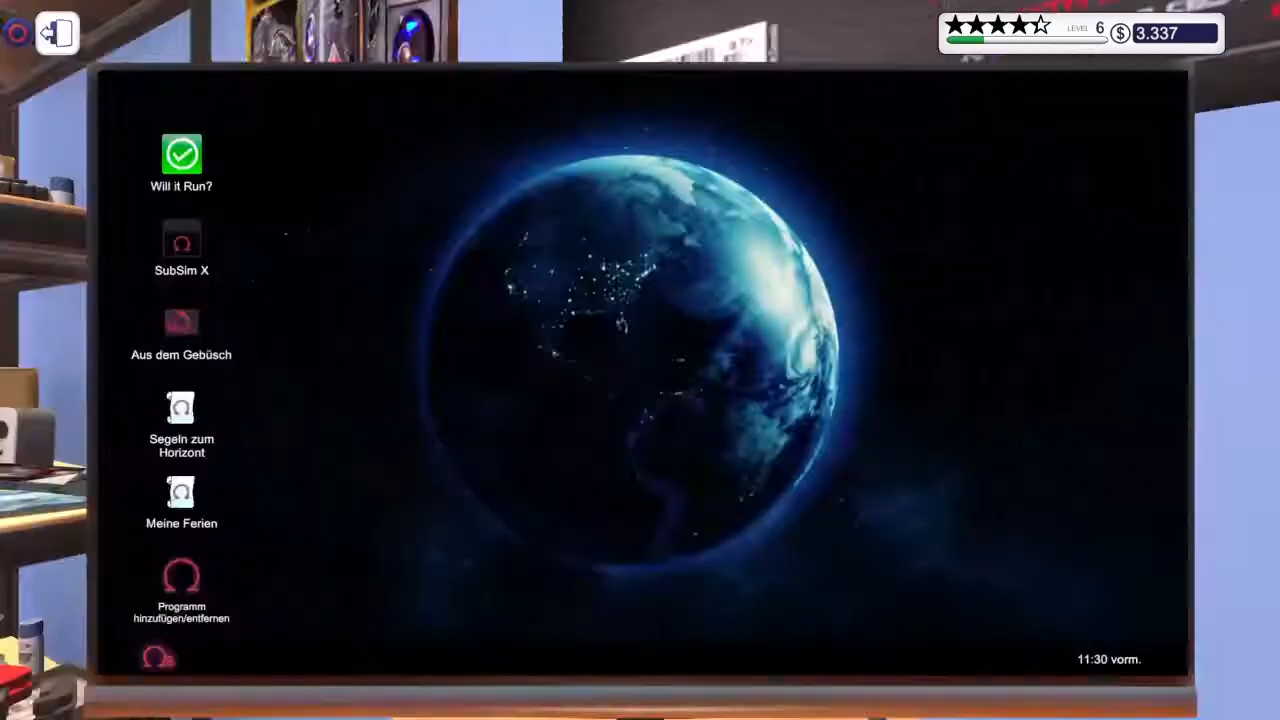 LEVEL 6
$ 3.337
Will it Run?
SubSim X
Aus dem Gebüsch
Segeln zum
Horizont
Meine Ferien
Programm
hinzufügen/entfernen
11:30 vorm.